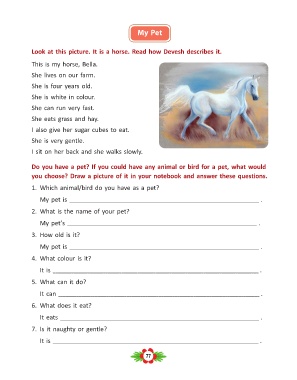 My Pet
Look at this picture. It is a horse. Read how Devesh describes it.
This is my horse, Bella.
She lives on our farm.
She is four years old.
She is white in colour.
She can run very fast.
She eats grass and hay.
I also give her sugar cubes to eat.
She is very gentle.
I sit on her back and she walks slowly.
Do you have a pet? If you could have any animal or bird for a pet, what would
you choose? Draw a picture of it in your notebook and answer these questions.
1. Which animal/bird do you have as a pet?
My pet is ______________________________ .
2. What is the name of your pet?
My pet's ______________________________ .
3. How old is it?
My pet is ______________________________ .
4. What colour is it?
It is ______________________________ .
5. What can it do?
It can ______________________________ .
6. What does it eat?
It eats ______________________________ .
7. Is it naughty or gentle?
It is ______________________________ .
77